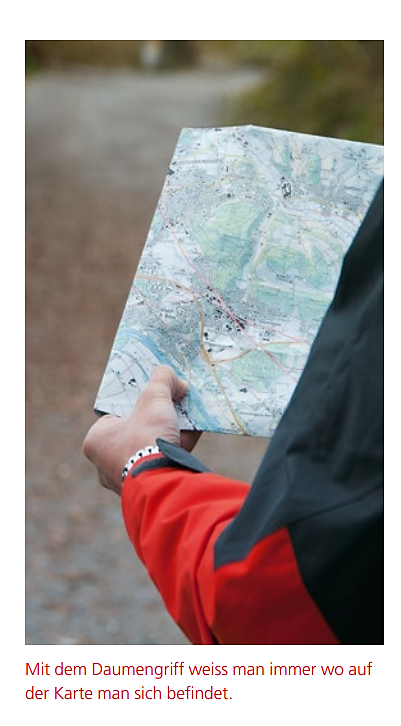 Mit dem Daumengriff weiss man immer wo auf
der Karte man sich befindet.